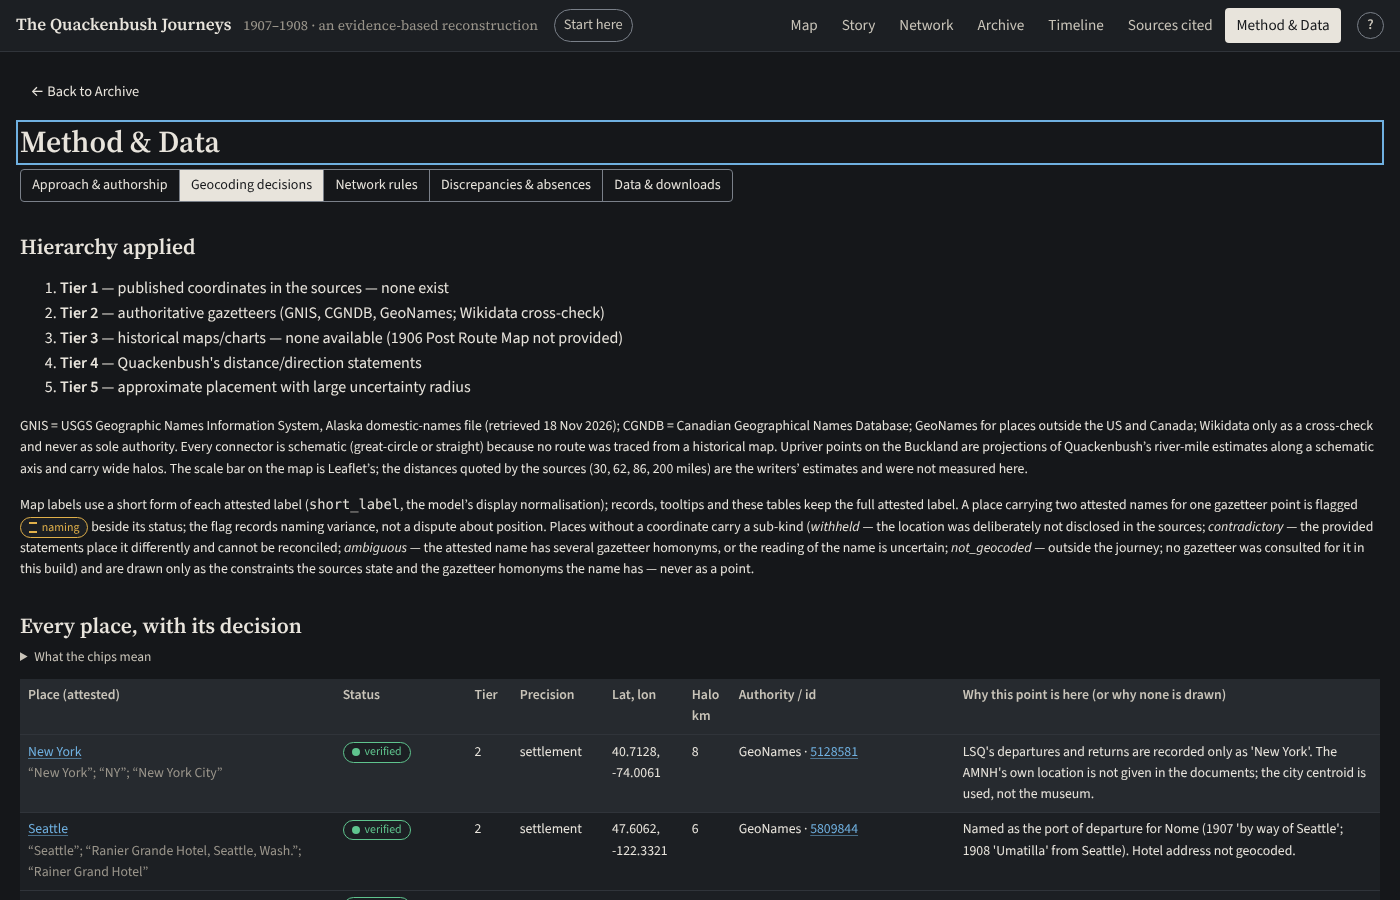 The Quackenbush Journeys 1907–1908 · an evidence-based reconstruction Start here Map Story Network Archive Timeline Sources cited Method & Data ?
← Back to Archive
Method & Data
Approach & authorship Geocoding decisions Network rules Discrepancies & absences Data & downloads
Hierarchy applied
1. Tier 1 — published coordinates in the sources — none exist
2. Tier 2 — authoritative gazetteers (GNIS, CGNDB, GeoNames; Wikidata cross-check)
3. Tier 3 — historical maps/charts — none available (1906 Post Route Map not provided)
4. Tier 4 — Quackenbush's distance/direction statements
5. Tier 5 — approximate placement with large uncertainty radius
GNIS = USGS Geographic Names Information System, Alaska domestic-names file (retrieved 18 Nov 2026); CGNDB = Canadian Geographical Names Database; GeoNames for places outside the US and Canada; Wikidata only as a cross-check
and never as sole authority. Every connector is schematic (great-circle or straight) because no route was traced from a historical map. Upriver points on the Buckland are projections of Quackenbush's river-mile estimates along a schematic
axis and carry wide halos. The scale bar on the map is Leaflet’s; the distances quoted by the sources (30, 62, 86, 200 miles) are the writers’ estimates and were not measured here.
Map labels use a short form of each attested label (short_label, the model’s display normalisation); records, tooltips and these tables keep the full attested label. A place carrying two attested names for one gazetteer point is flagged
naming beside its status; the flag records naming variance, not a dispute about position. Places without a coordinate carry a sub-kind (withheld — the location was deliberately not disclosed in the sources; contradictory — the provided
statements place it differently and cannot be reconciled; ambiguous — the attested name has several gazetteer homonyms, or the reading of the name is uncertain; not_geocoded — outside the journey; no gazetteer was consulted for it in
this build) and are drawn only as the constraints the sources state and the gazetteer homonyms the name has — never as a point.
Every place, with its decision
▶ What the chips mean
Place (attested) Status Tier Precision Lat, lon Halo km Authority / id Why this point is here (or why none is drawn)
New York verified 2 settlement 40.7128, 8 GeoNames · 5128581 LSQ's departures and returns are recorded only as 'New York'. The
“New York”; “NY”; “New York City” -74.0061 AMNH's own location is not given in the documents; the city centroid is
used, not the museum.
Seattle verified 2 settlement 47.6062, 6 GeoNames · 5809844 Named as the port of departure for Nome (1907 'by way of Seattle';
“Seattle”; “Ranier Grande Hotel, Seattle, Wash.”; -122.3321 1908 'Umatilla' from Seattle). Hotel address not geocoded.
“Rainer Grand Hotel”